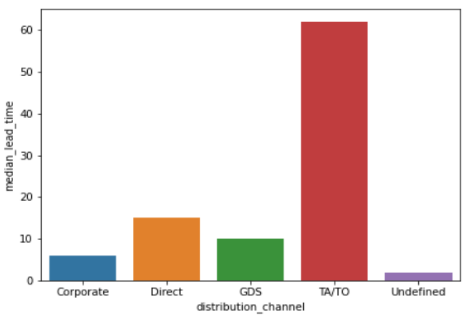 60
50
40
30
20
10
0
median_lead_time
Corporate Direct GDS TA/TO Undefined
distribution_channel